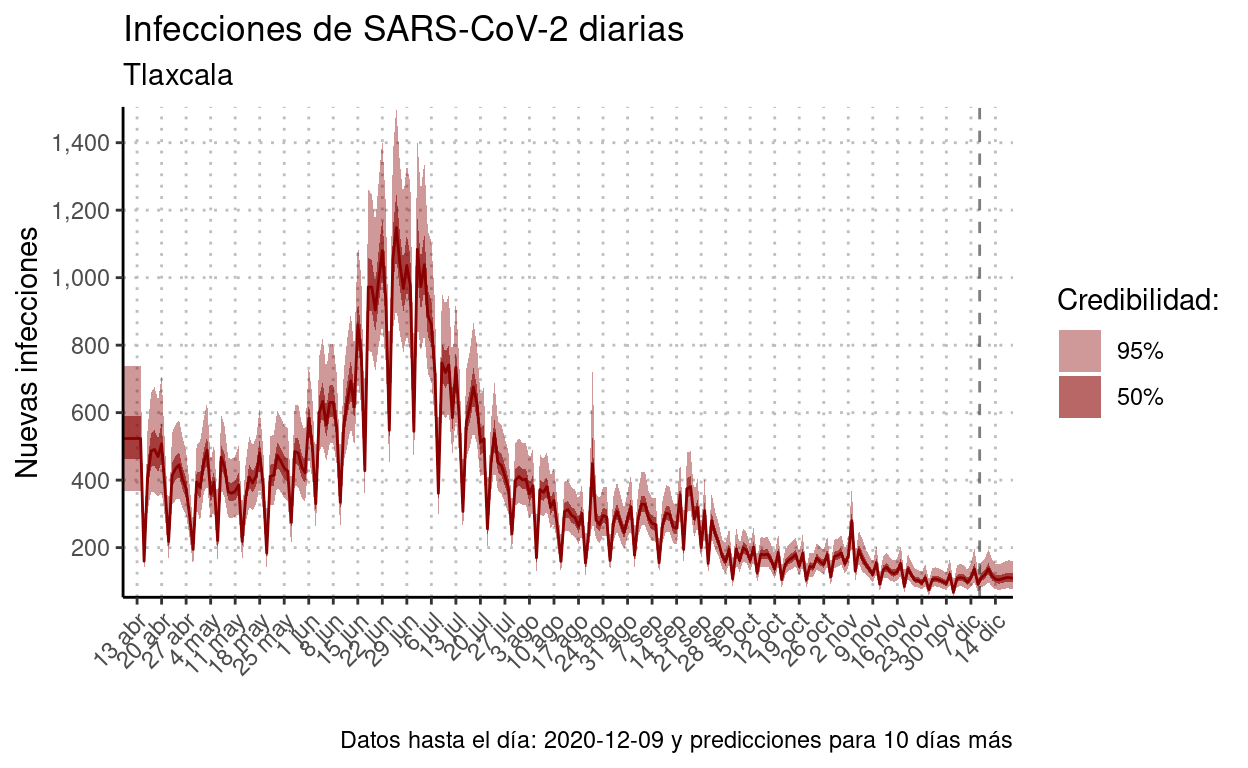 Infecciones de SARS-CoV-2 diarias
Tlaxcala
Nuevas infecciones
1,400
1,200
1,000
800
600
400
200
13 abr
20 abr
27 abr
4 may
11 may
18 may
25 may
1 jun
8 jun
15 jun
22 jun
29 jun
6 jul
13 jul
20 jul
27 jul
3 ago
10 ago
17 ago
24 ago
31 ago
7 sep
14 sep
21 sep
28 sep
5 oct
12 oct
19 oct
26 oct
2 nov
9 nov
16 nov
23 nov
30 nov
7 dic
14 dic
Credibilidad:
95%
50%
Datos hasta el día: 2020-12-09 y predicciones para 10 días más